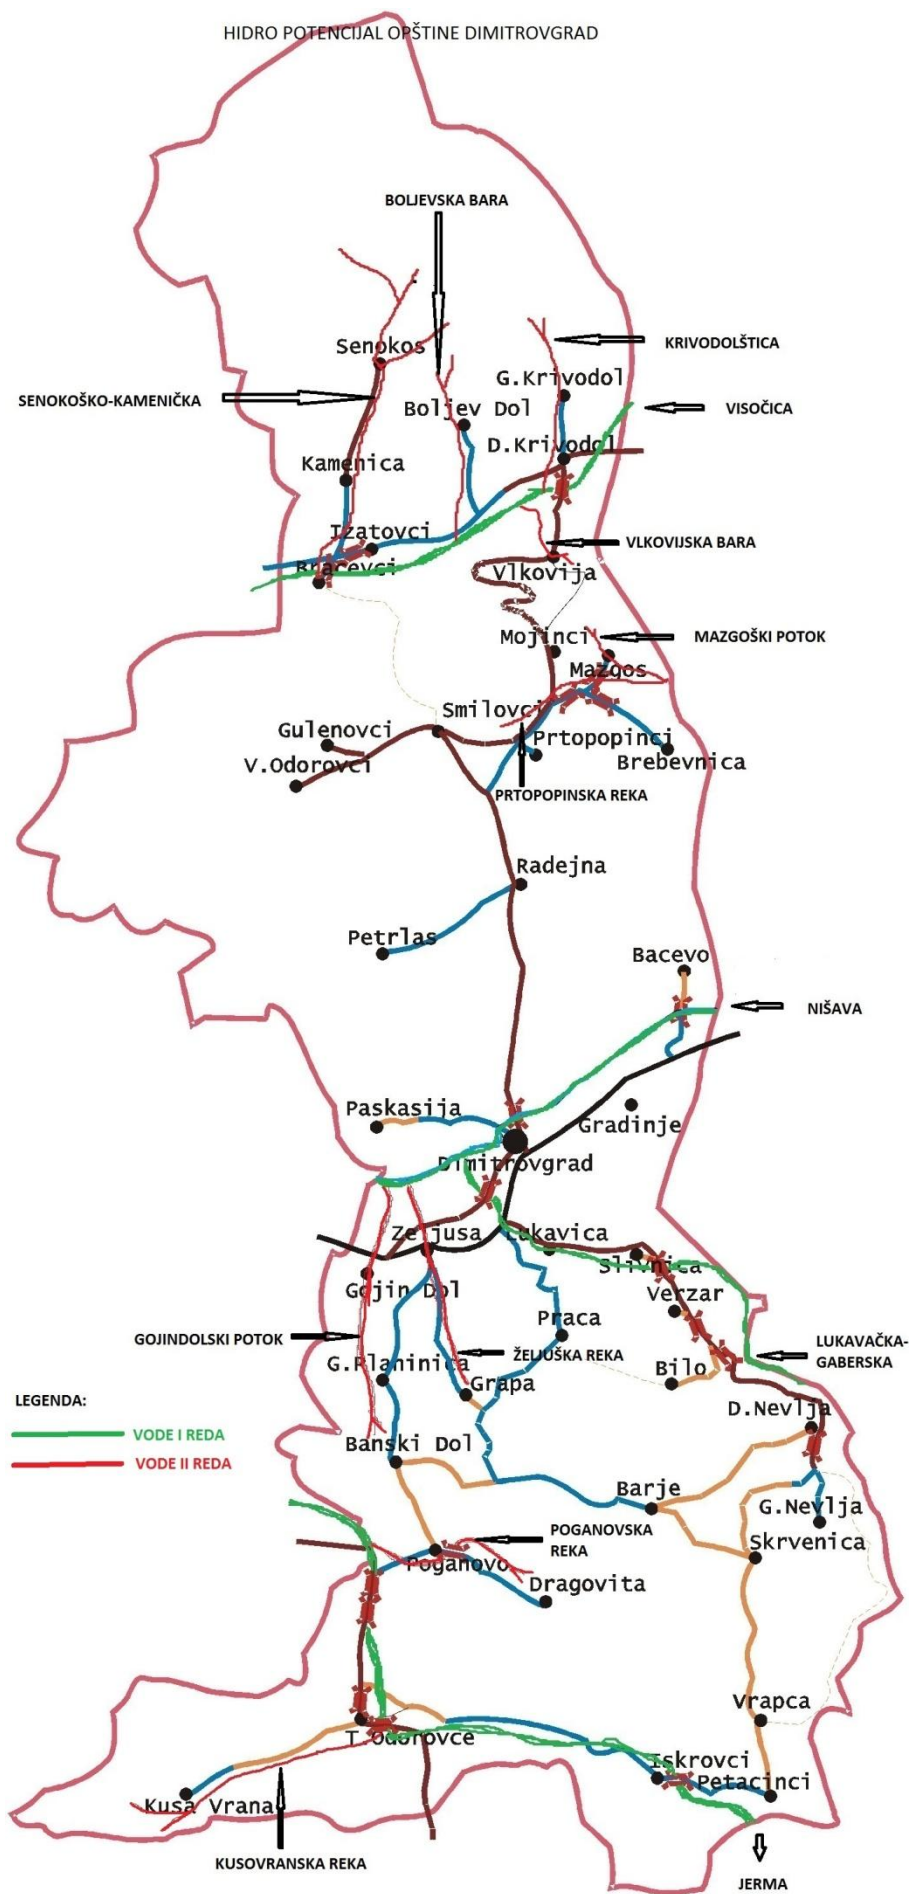 HIDRO POTENCIJAL OPŠTINE DIMITROVGRAD
BOLJEVSKA BARA
KRIVODOLŠTICA
Senokos
G.Krivodol
SENOKOŠKO-KAMENIČKA
Boljev Dol
VISOČICA
D.Krivodol
Kamenica
Izatovci
VLKOVIJSKA BARA
Bracevci
Vlkovija
Mojinci
MAZGOŠKI POTOK
Mazgos
Smilovci
Gulenovci
Prtopopinci
V.Odorovci
Brebevnica
PRTOPOPINSKA REKA
Radejna
Petrlas
Bacevo
NIŠAVA
Paskasija
Gradinje
Dimitrovgrad
Zeljusa
Lukavica
Slivnica
Gojin Dol
Verzar
Praca
GOJINDOLSKI POTOK
LUKAVAČKA-
GABERSKA
G.Planinica
ŽELJUŠKA REKA
Bilo
Grapa
LEGENDA:
D.Nevlja
VODE I REDA
Banski Dol
VODE II REDA
Barje
G.Nevlja
POGANOVSKA
REKA
Skrvenica
Poganovo
Dragovita
Vrapca
T.Odorovce
Iskrovci
Petacinci
Kusa Vrana
KUSOVRANSKA REKA
JERMA